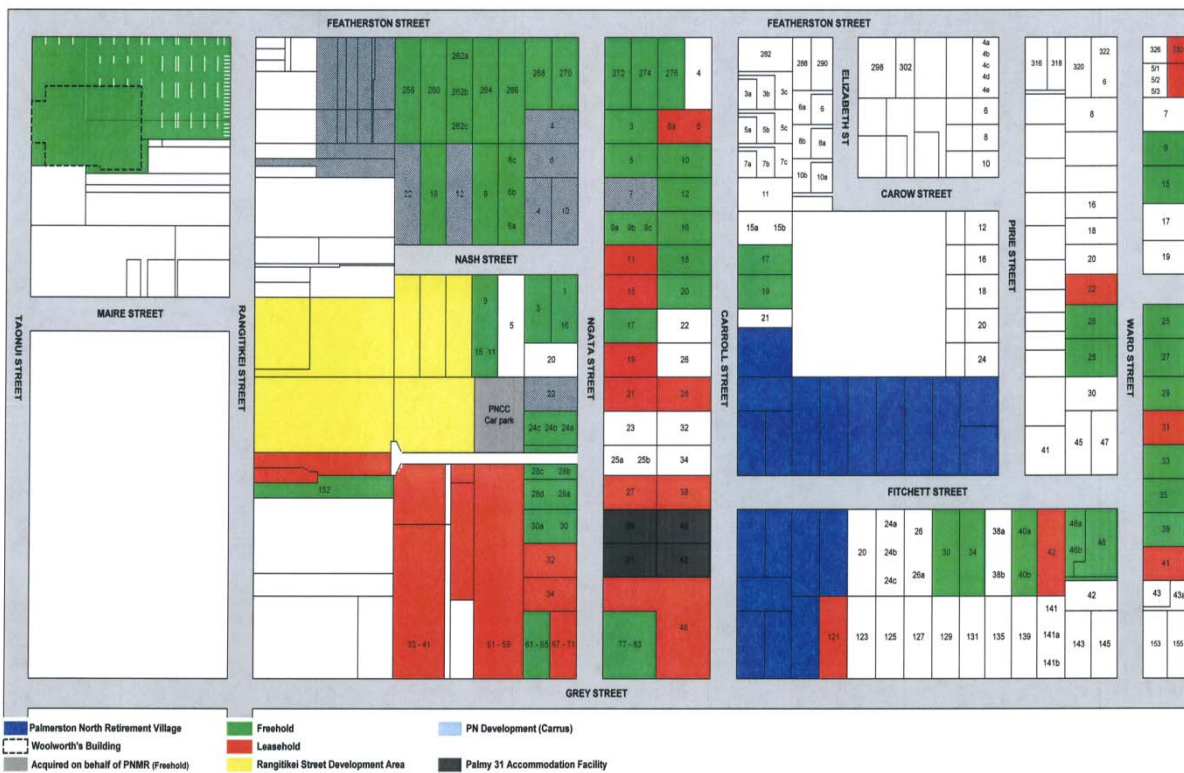 FEATHERSTON STREET
FEATHERSTON STREET
262a
262b
262c
260
264
268
270
4
6
22
18
12
8
6c
6b
6a
4
10
272
274
276
4
3
6a
5
10
7
12
9a 9b 9c
16
11
18
15
20
17
22
19
26
21
28
23
32
25a 25b
34
27
38
46
77 - 83
282
288
290
3a
3b
3c
6a
6
5a
5b
5c
8b
8a
7a
7b
7c
10b
10a
11
15a
15b
17
19
21
ELIZABETH ST
298
302
4a
4b
4c
4d
4e
6
8
10
CAROW STREET
12
16
18
20
24
316
318
320
322
6
8
16
18
20
22
26
28
30
41
45
47
326
5/1
5/2
5/3
7
9
15
17
19
25
27
29
31
33
35
39
41
43
43a
153
155
NASH STREET
MAIRE STREET
TAONUI STREET
RANGITIKEI STREET
NGATA STREET
CARROLL STREET
PIRIE STREET
WARD STREET
9
15
11
5
3
1
16
20
22
PNCC
Car park
24c 24b 24a
28c
28b
28d
28a
30a
30
32
34
152
33 - 41
51 - 59
61 - 65
67 - 71
FITCHETT STREET
20
24a
24b
24c
26
26a
30
34
38a
38b
40a
40b
42
46a
46b
48
42
121
123
125
127
129
131
135
139
141
141a
141b
143
145
GREY STREET
Palmerston North Retirement Village
Freehold
PN Development (Carrus)
Woolworth's Building
Leasehold
Acquired on behalf of PNMR (Freehold)
Rangitikei Street Development Area
Palmy 31 Accommodation Facility